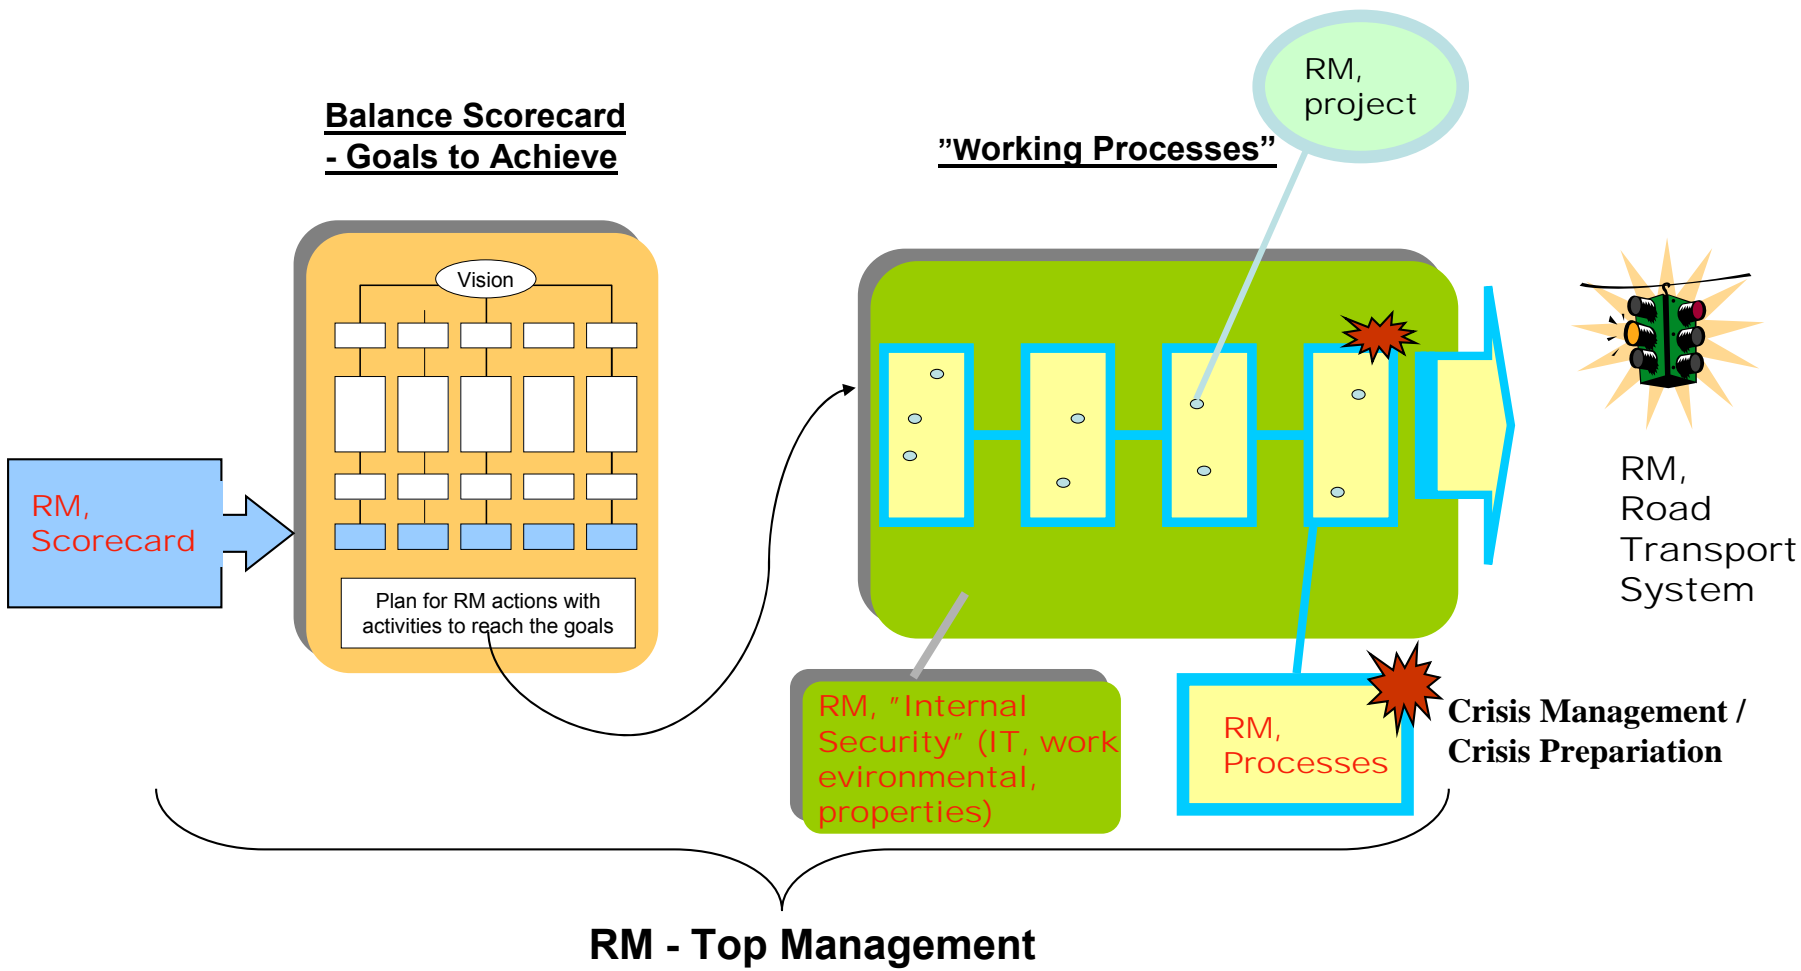 RM,
project
Balance Scorecard
- Goals to Achieve
”Working Processes”
Vision
RM,
Scorecard
Plan for RM actions with
activities to reach the goals
RM,
Road
Transport
System
RM, ”Internal
Security” (IT, work
evironmental,
properties)
RM,
Processes
Crisis Management /
Crisis Prepariation
RM - Top Management